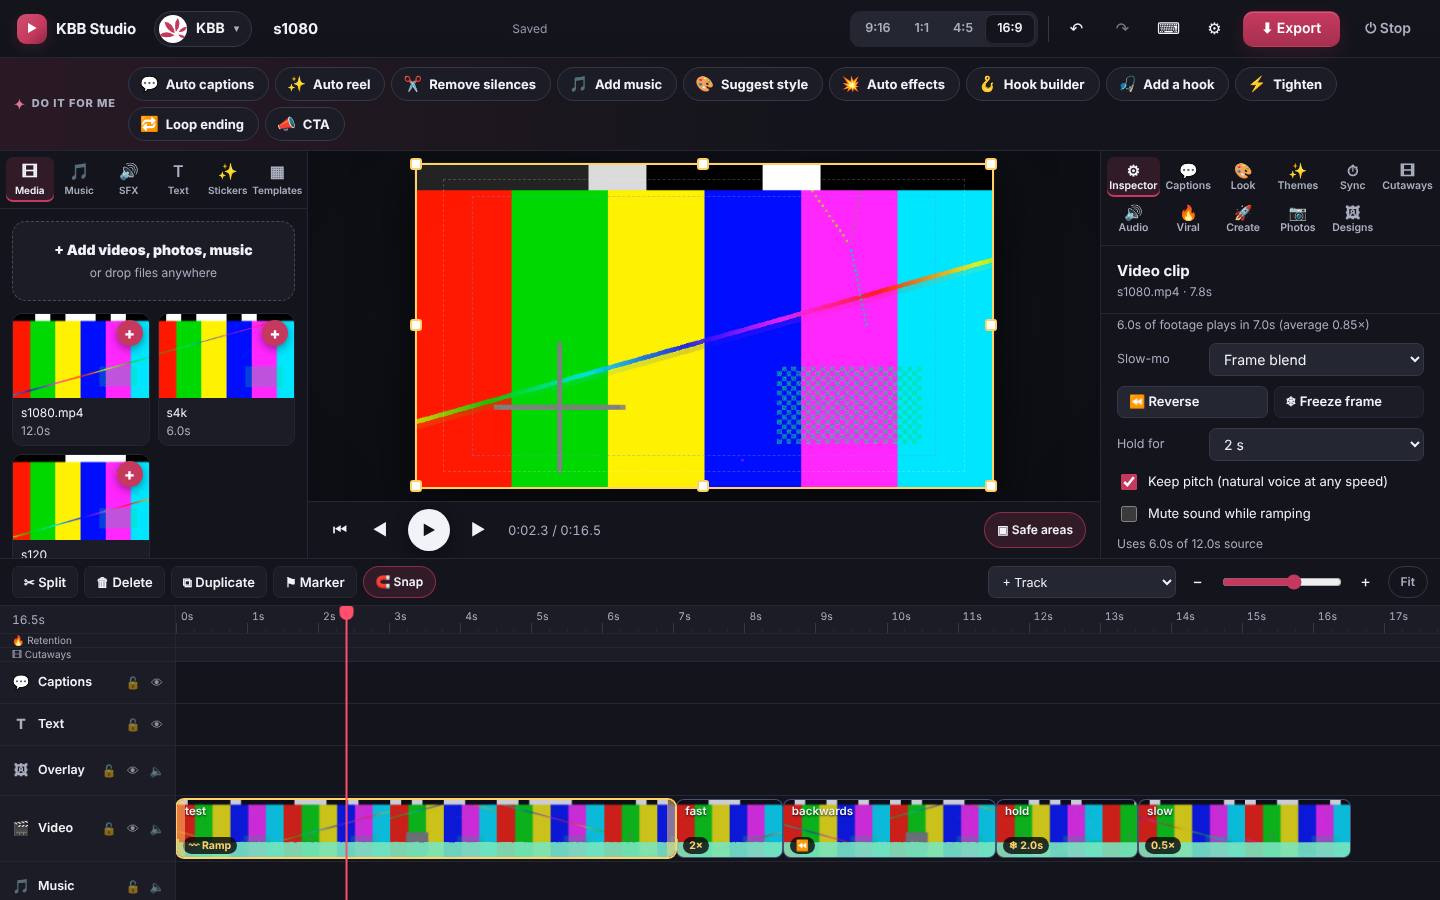 KBB Studio
KBB
s1080
Saved
9:16 1:1 4:5 16:9
Export
Stop
DO IT FOR ME
Auto captions
Auto reel
Remove silences
Add music
Suggest style
Auto effects
Hook builder
Add a hook
Tighten
Loop ending
CTA
Media Music SFX Text Stickers Templates
+ Add videos, photos, music
or drop files anywhere
s1080.mp4
12.0s
s4k
6.0s
s120
0:02.3 / 0:16.5
Safe areas
Inspector Captions Look Themes Sync Cutaways
Audio Viral Create Photos Designs
Video clip
s1080.mp4 · 7.8s
6.0s of footage plays in 7.0s (average 0.85×)
Slow-mo Frame blend
Reverse Freeze frame
Hold for 2 s
Keep pitch (natural voice at any speed)
Mute sound while ramping
Uses 6.0s of 12.0s source
Split Delete Duplicate Marker Snap
+ Track
− + Fit
16.5s
0s 1s 2s 3s 4s 5s 6s 7s 8s 9s 10s 11s 12s 13s 14s 15s 16s 17s
Retention
Cutaways
Captions
Text
Overlay
Video
test fast backwards hold slow
Ramp 2× 2.0s 0.5×
Music